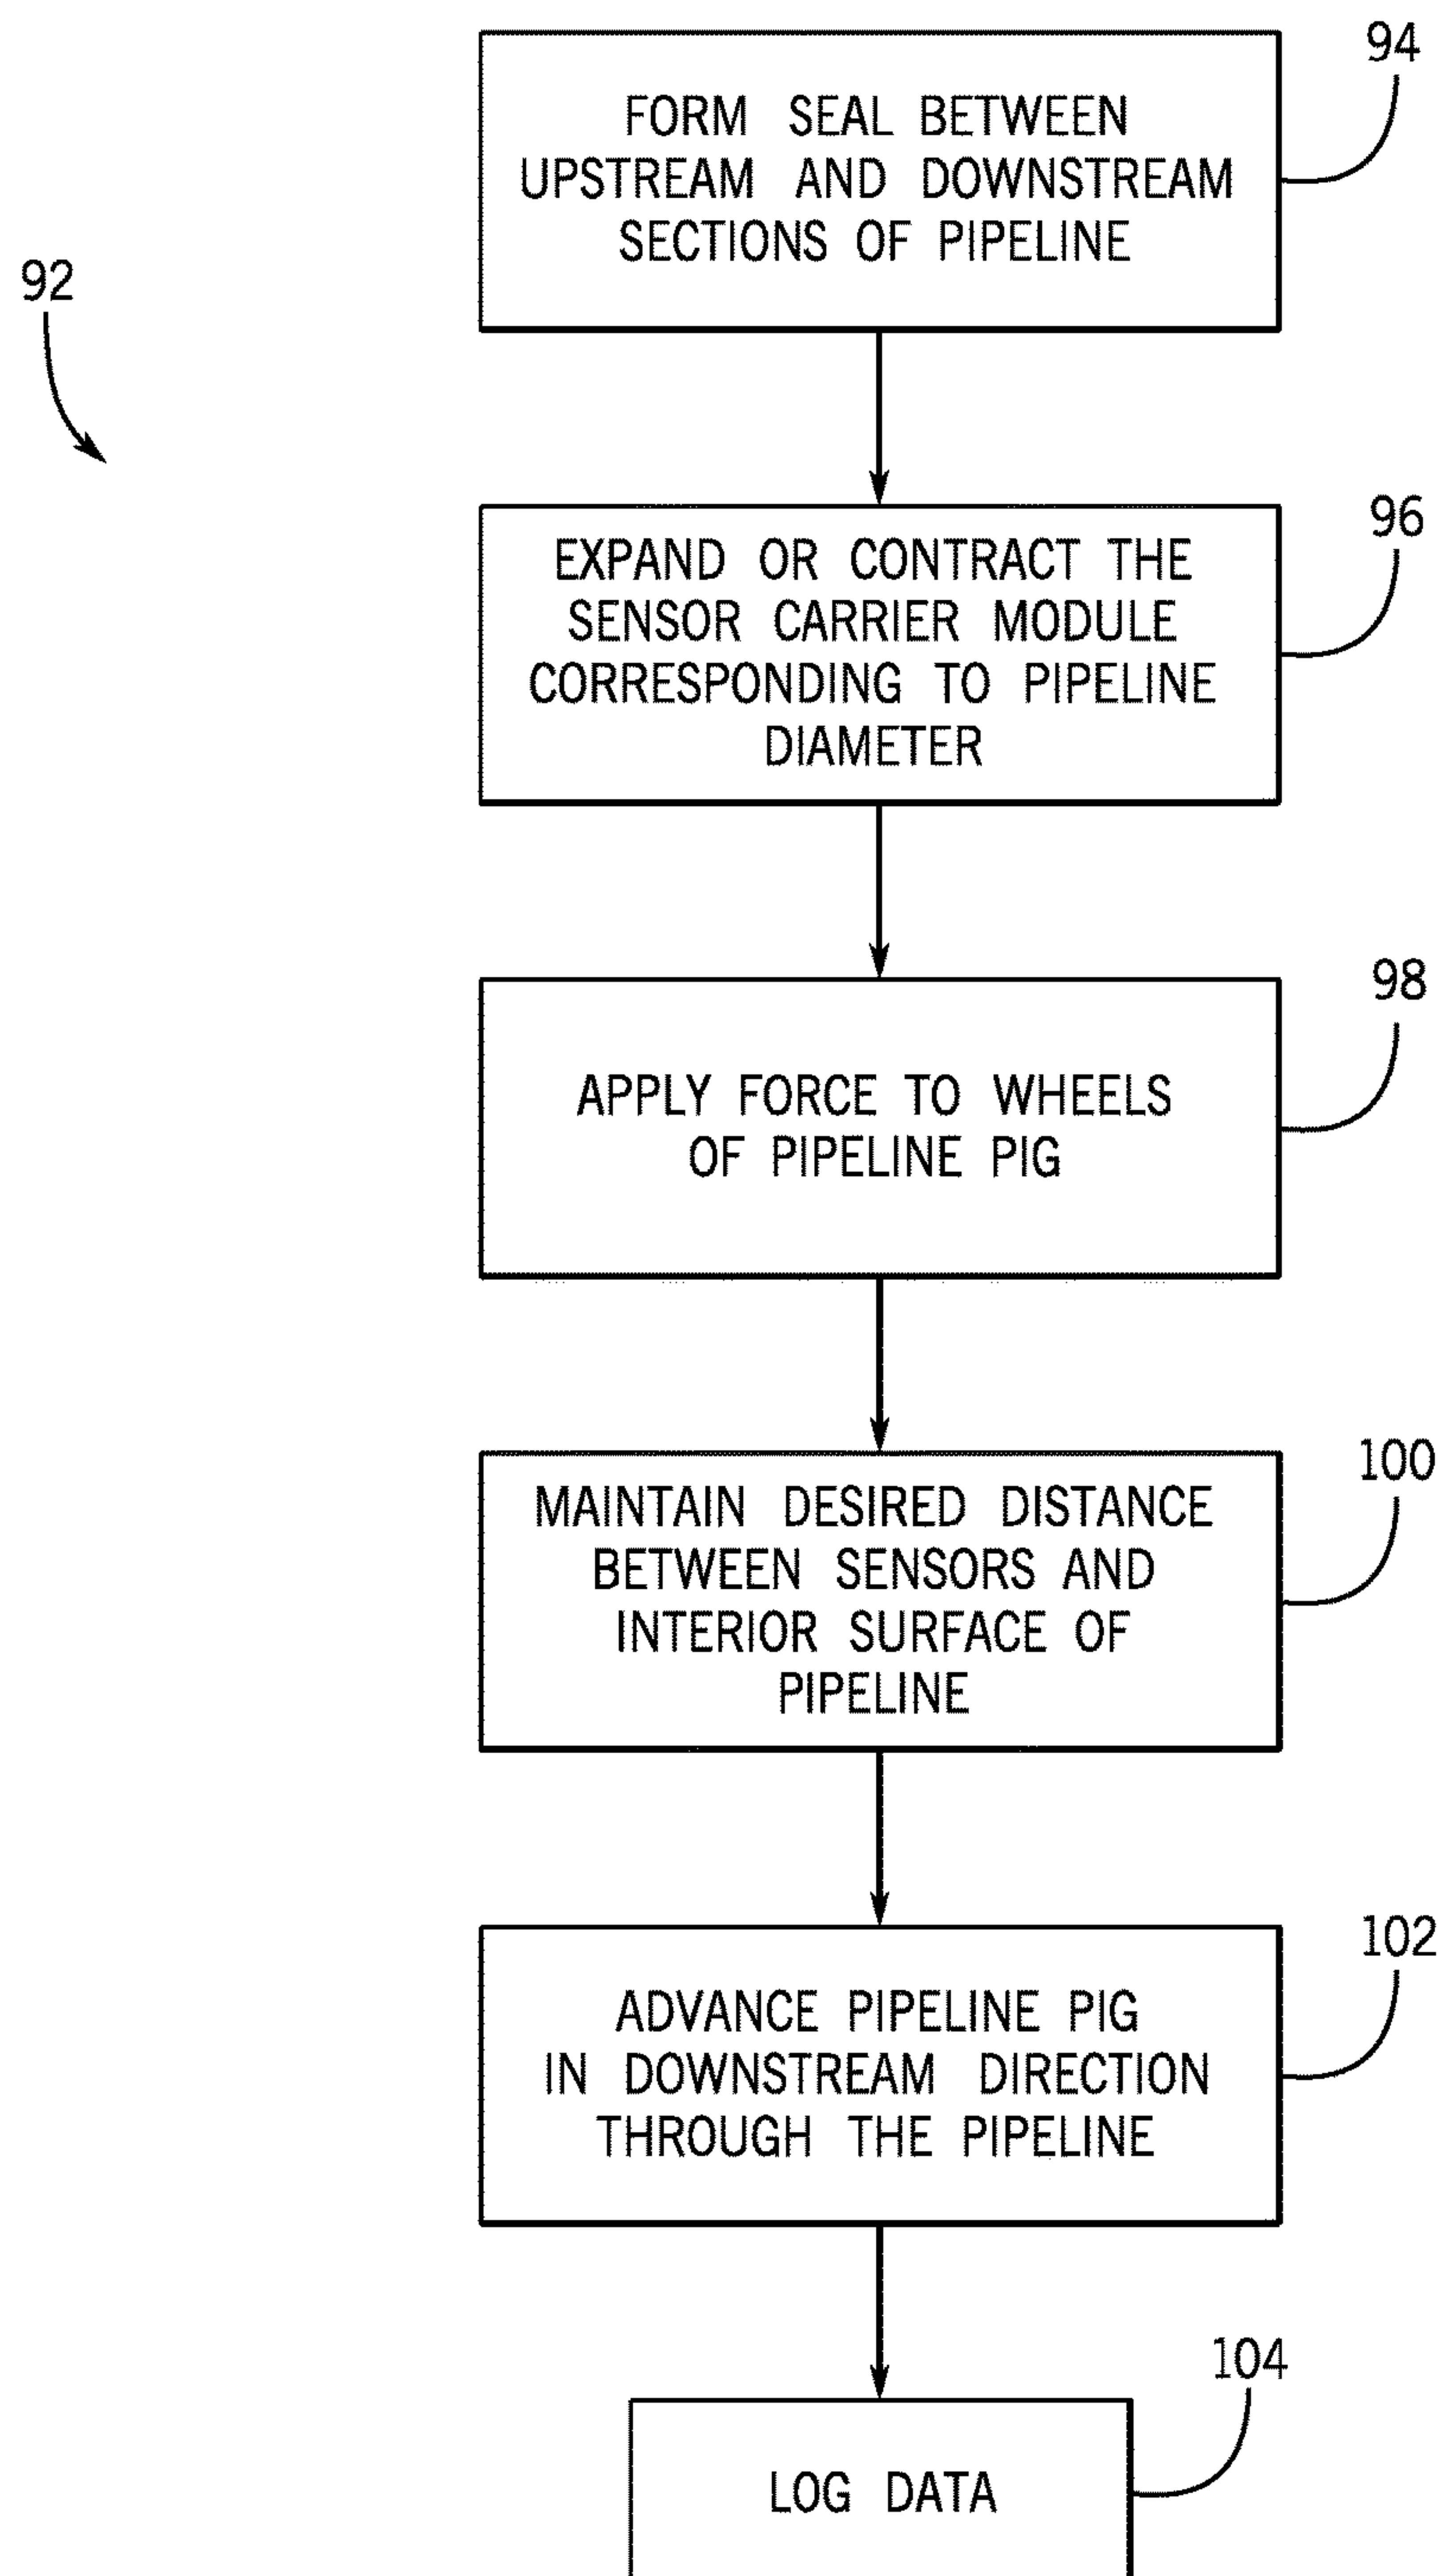 94
FORM SEAL BETWEEN
UPSTREAM AND DOWNSTREAM
SECTIONS OF PIPELINE
92
96
EXPAND OR CONTRACT THE
SENSOR CARRIER MODULE
CORRESPONDING TO PIPELINE
DIAMETER
98
APPLY FORCE TO WHEELS
OF PIPELINE PIG
100
MAINTAIN DESIRED DISTANCE
BETWEEN SENSORS AND
INTERIOR SURFACE OF
PIPELINE
102
ADVANCE PIPELINE PIG
IN DOWNSTREAM DIRECTION
THROUGH THE PIPELINE
104
LOG DATA